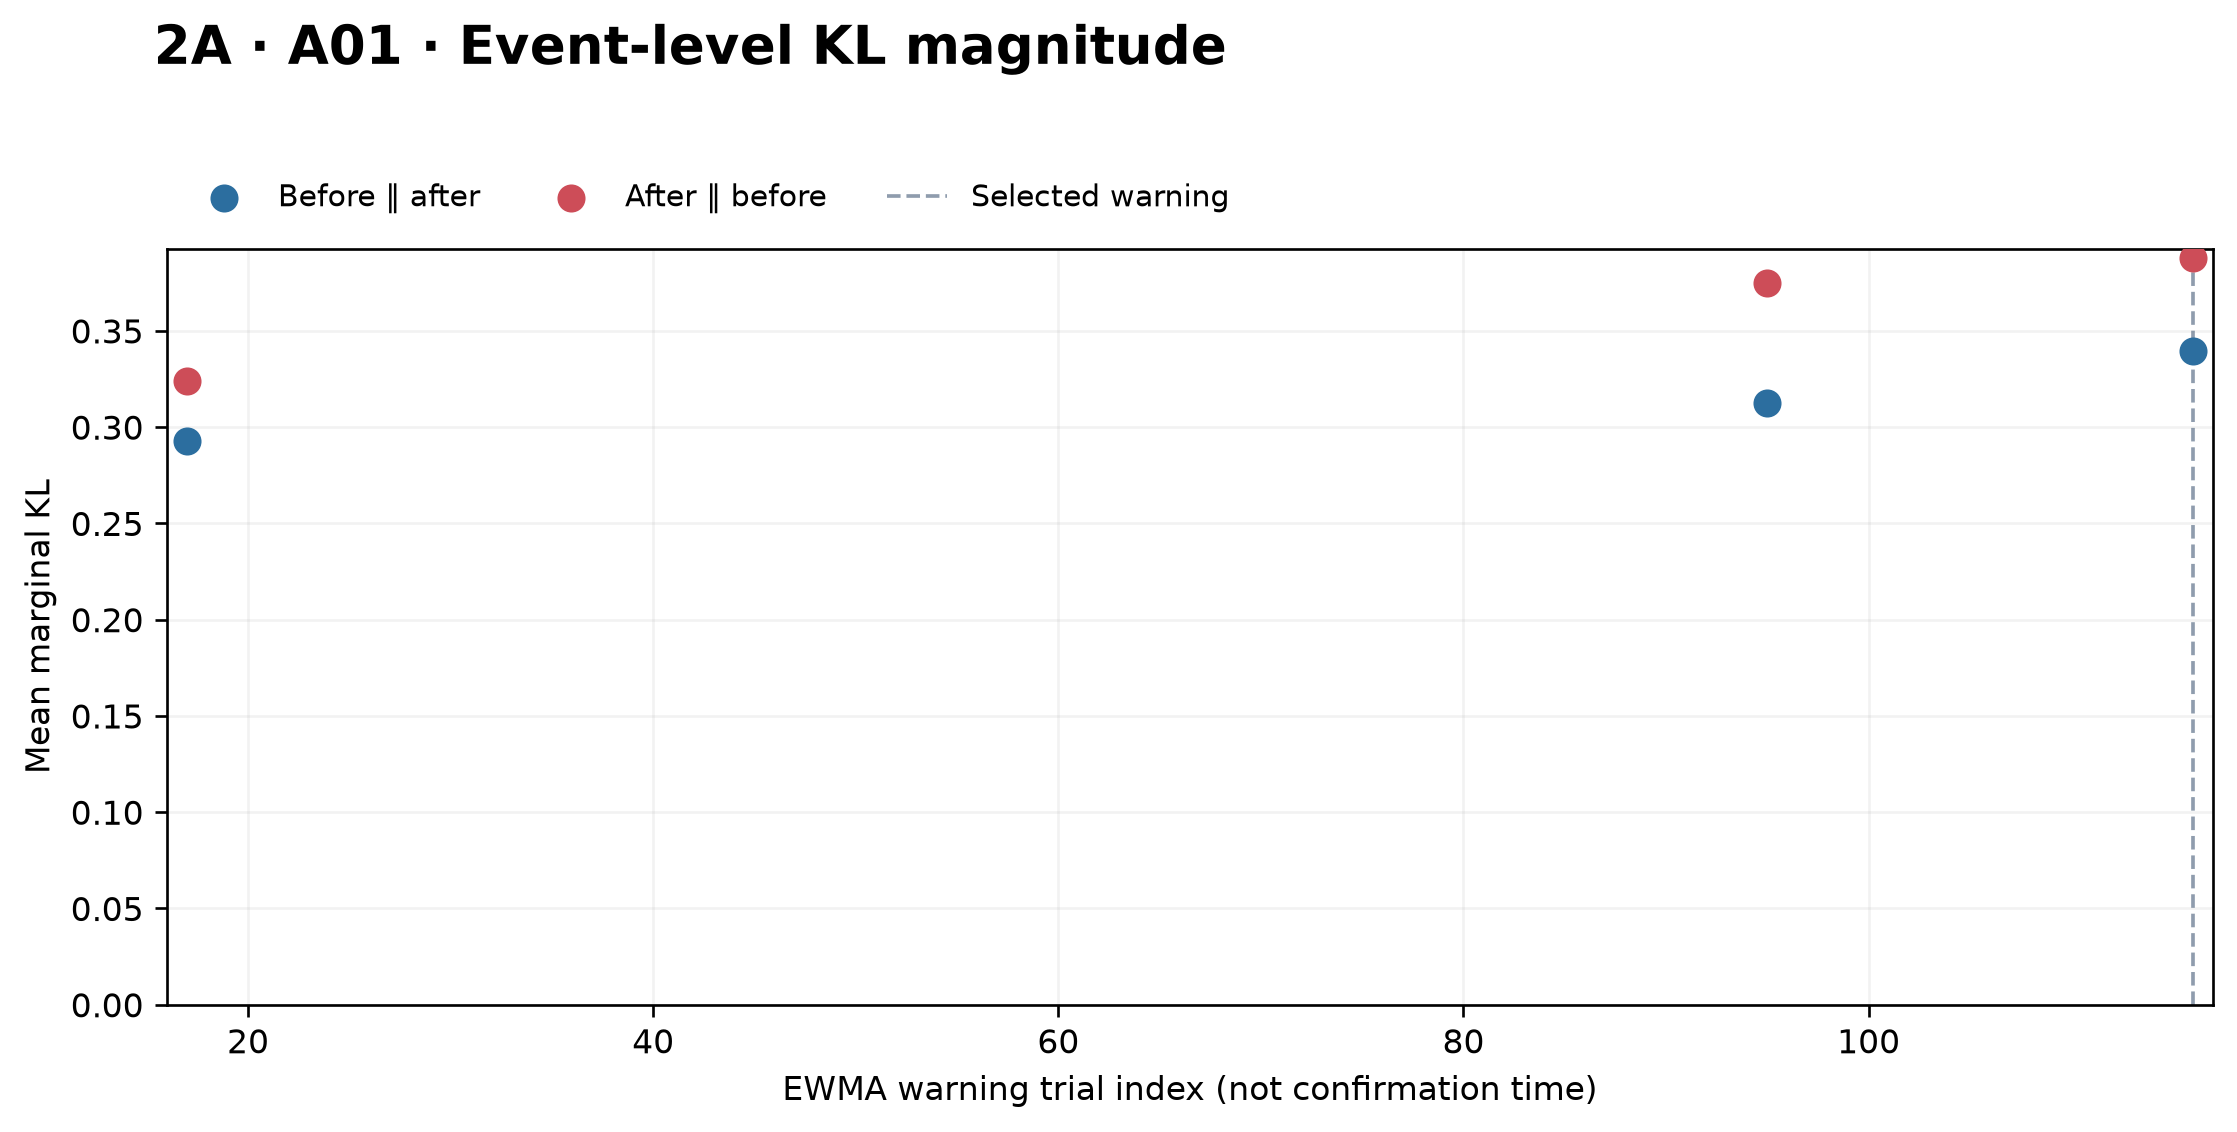 2A · A01 · Event-level KL magnitude
Before ∥ after
After ∥ before
Selected warning
Mean marginal KL
0.35
0.30
0.25
0.20
0.15
0.10
0.05
0.00
20 40 60 80 100
EWMA warning trial index (not confirmation time)